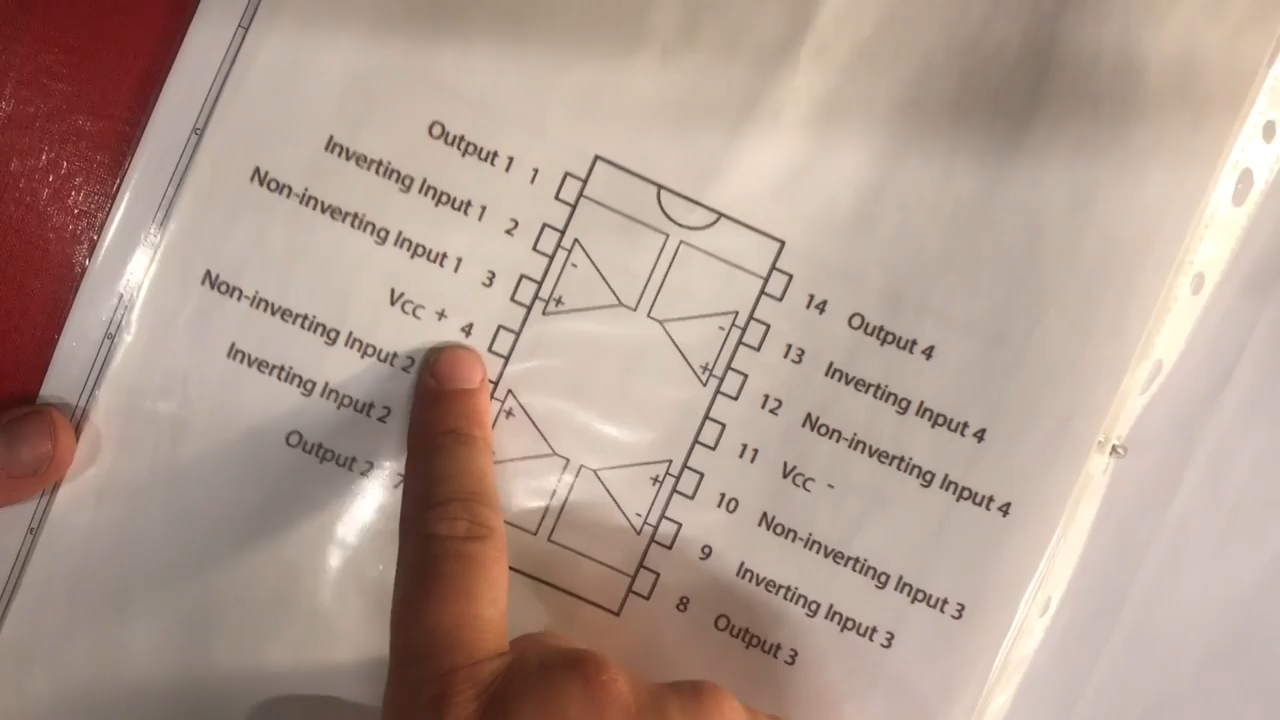 Output 1 1
Inverting Input 1 2
Non-inverting Input 1 3
VCC + 4
Non-inverting Input 2
Inverting Input 2
Output 2 7
14 Output 4
13 Inverting Input 4
12 Non-inverting Input 4
11 VCC -
10 Non-inverting Input 3
9 Inverting Input 3
8 Output 3
- +
- +
+
+ -
C
D
E